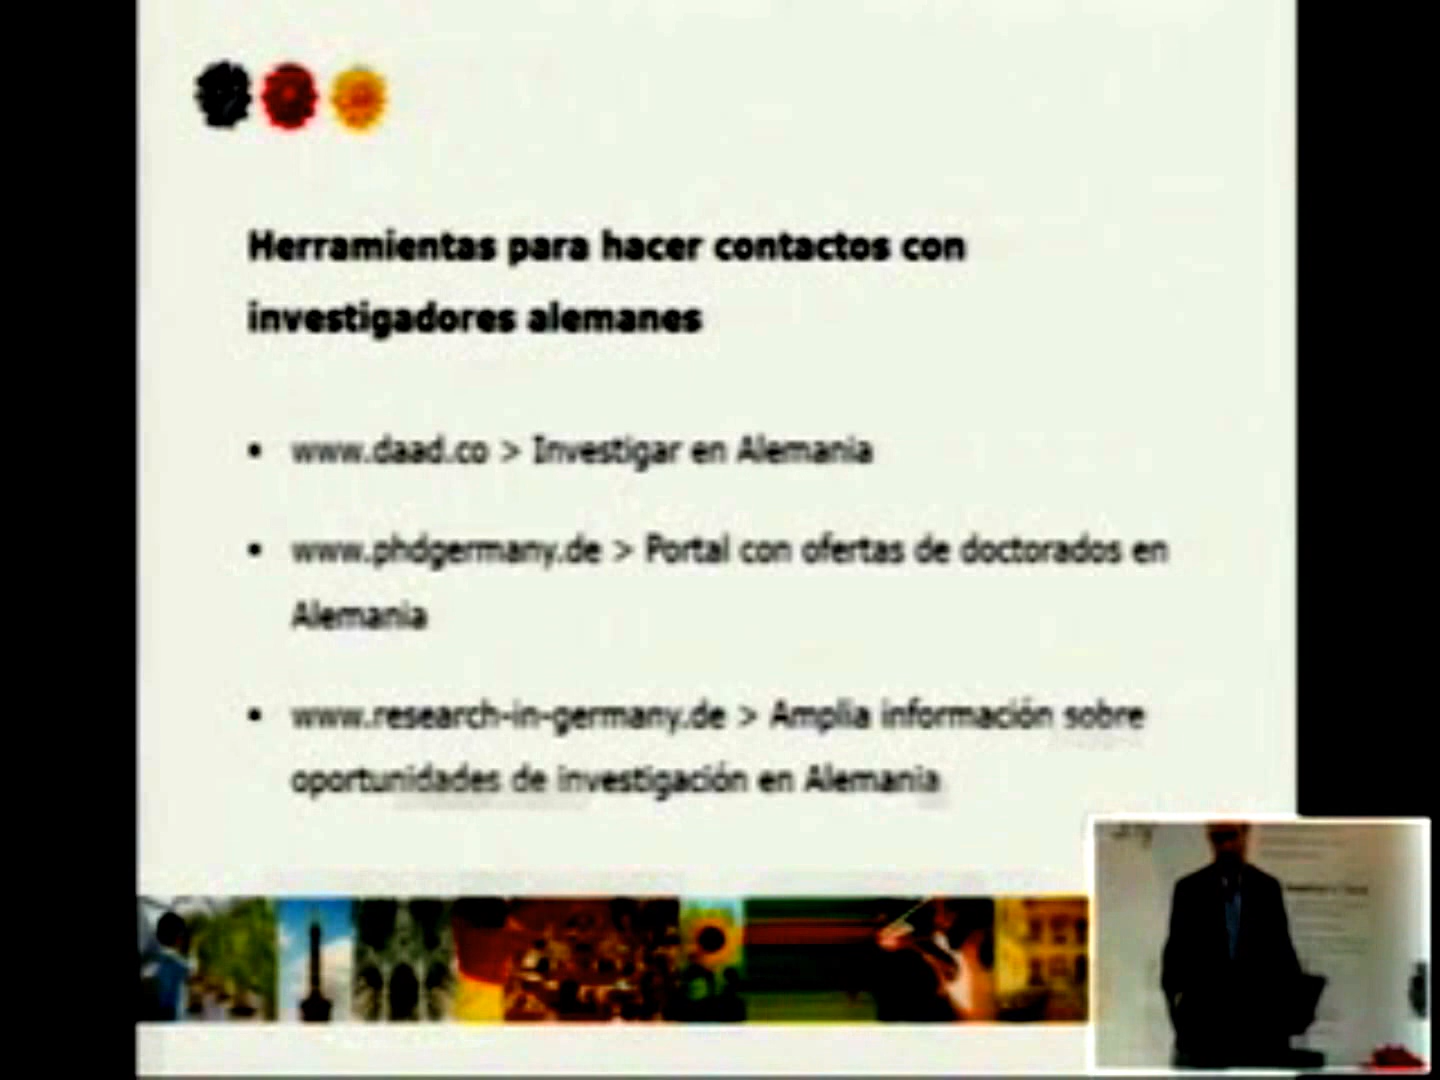 Herramientas para hacer contactos con
investigadores alemanes
• www.daad.co > Investigar en Alemania
• www.phdgermany.de > Portal con ofertas de doctorados en
Alemania
• www.research-in-germany.de > Amplia información sobre
oportunidades de investigación en Alemania